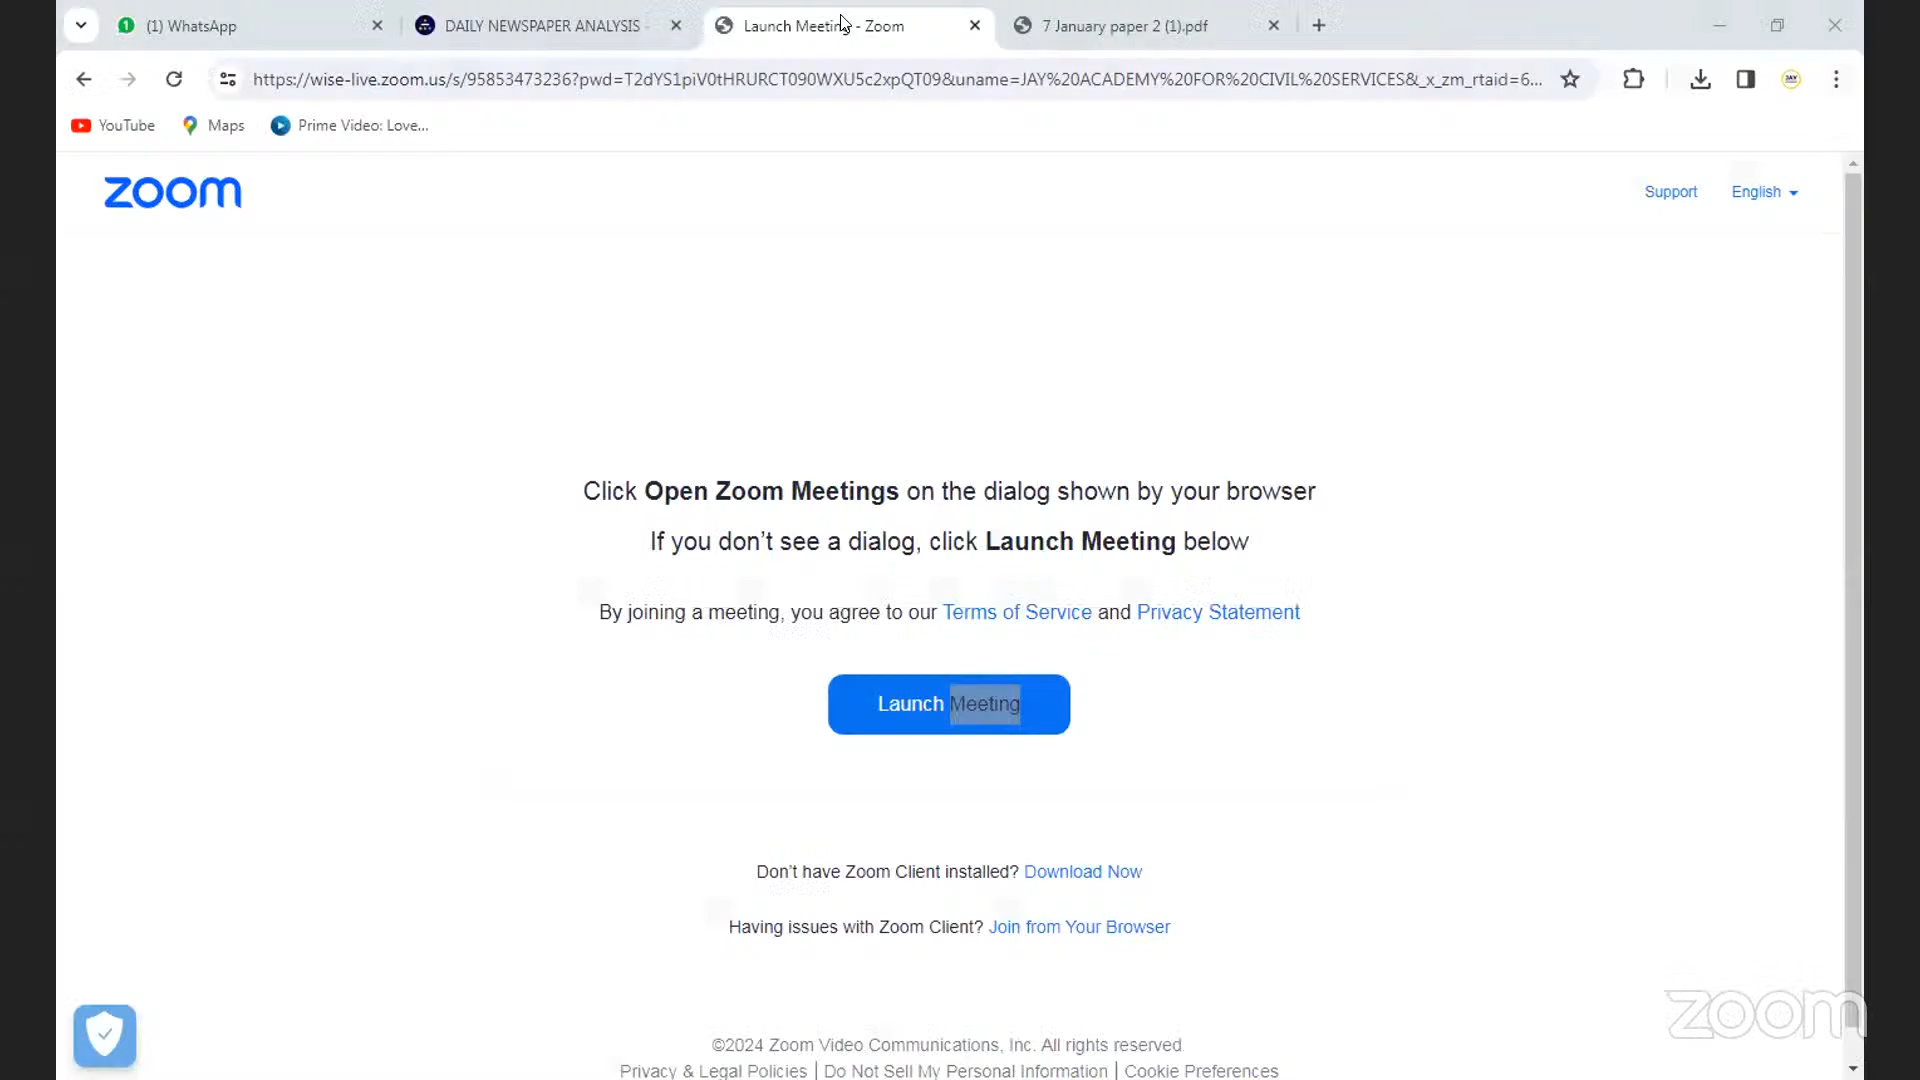 (1) WhatsApp
DAILY NEWSPAPER ANALYSIS -
Launch Meeting - Zoom
7 January paper 2 (1).pdf
https://wise-live.zoom.us/s/95853473236?pwd=T2dYS1piV0tHRURCT090WXU5c2xpQT09&uname=JAY%20ACADEMY%20FOR%20CIVIL%20SERVICES&_x_zm_rtaid=6...
YouTube
Maps
Prime Video: Love...
zoom
Support
English
Click Open Zoom Meetings on the dialog shown by your browser
If you don't see a dialog, click Launch Meeting below
By joining a meeting, you agree to our Terms of Service and Privacy Statement
Launch Meeting
Don't have Zoom Client installed? Download Now
Having issues with Zoom Client? Join from Your Browser
zoom
©2024 Zoom Video Communications, Inc. All rights reserved.
Privacy & Legal Policies | Do Not Sell My Personal Information | Cookie Preferences